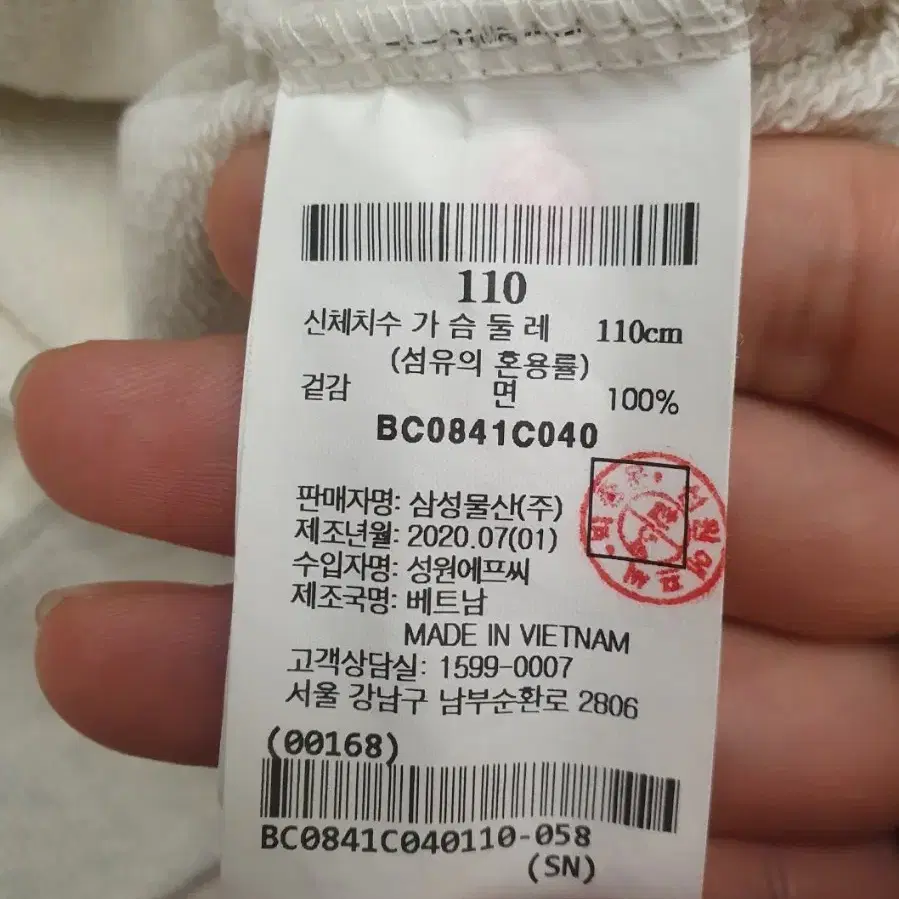 110
신체치수 가 슴 둘 레 110cm
(섬유의 혼용률)
겉감 면 100%
BC0841C040
판매자명: 삼성물산(주)
제조년월: 2020.07(01)
수입자명: 성원에프씨
제조국명: 베트남
MADE IN VIETNAM
고객상담실: 1599-0007
서울 강남구 남부순환로 2806
(00168)
BC0841C040110-058
(SN)